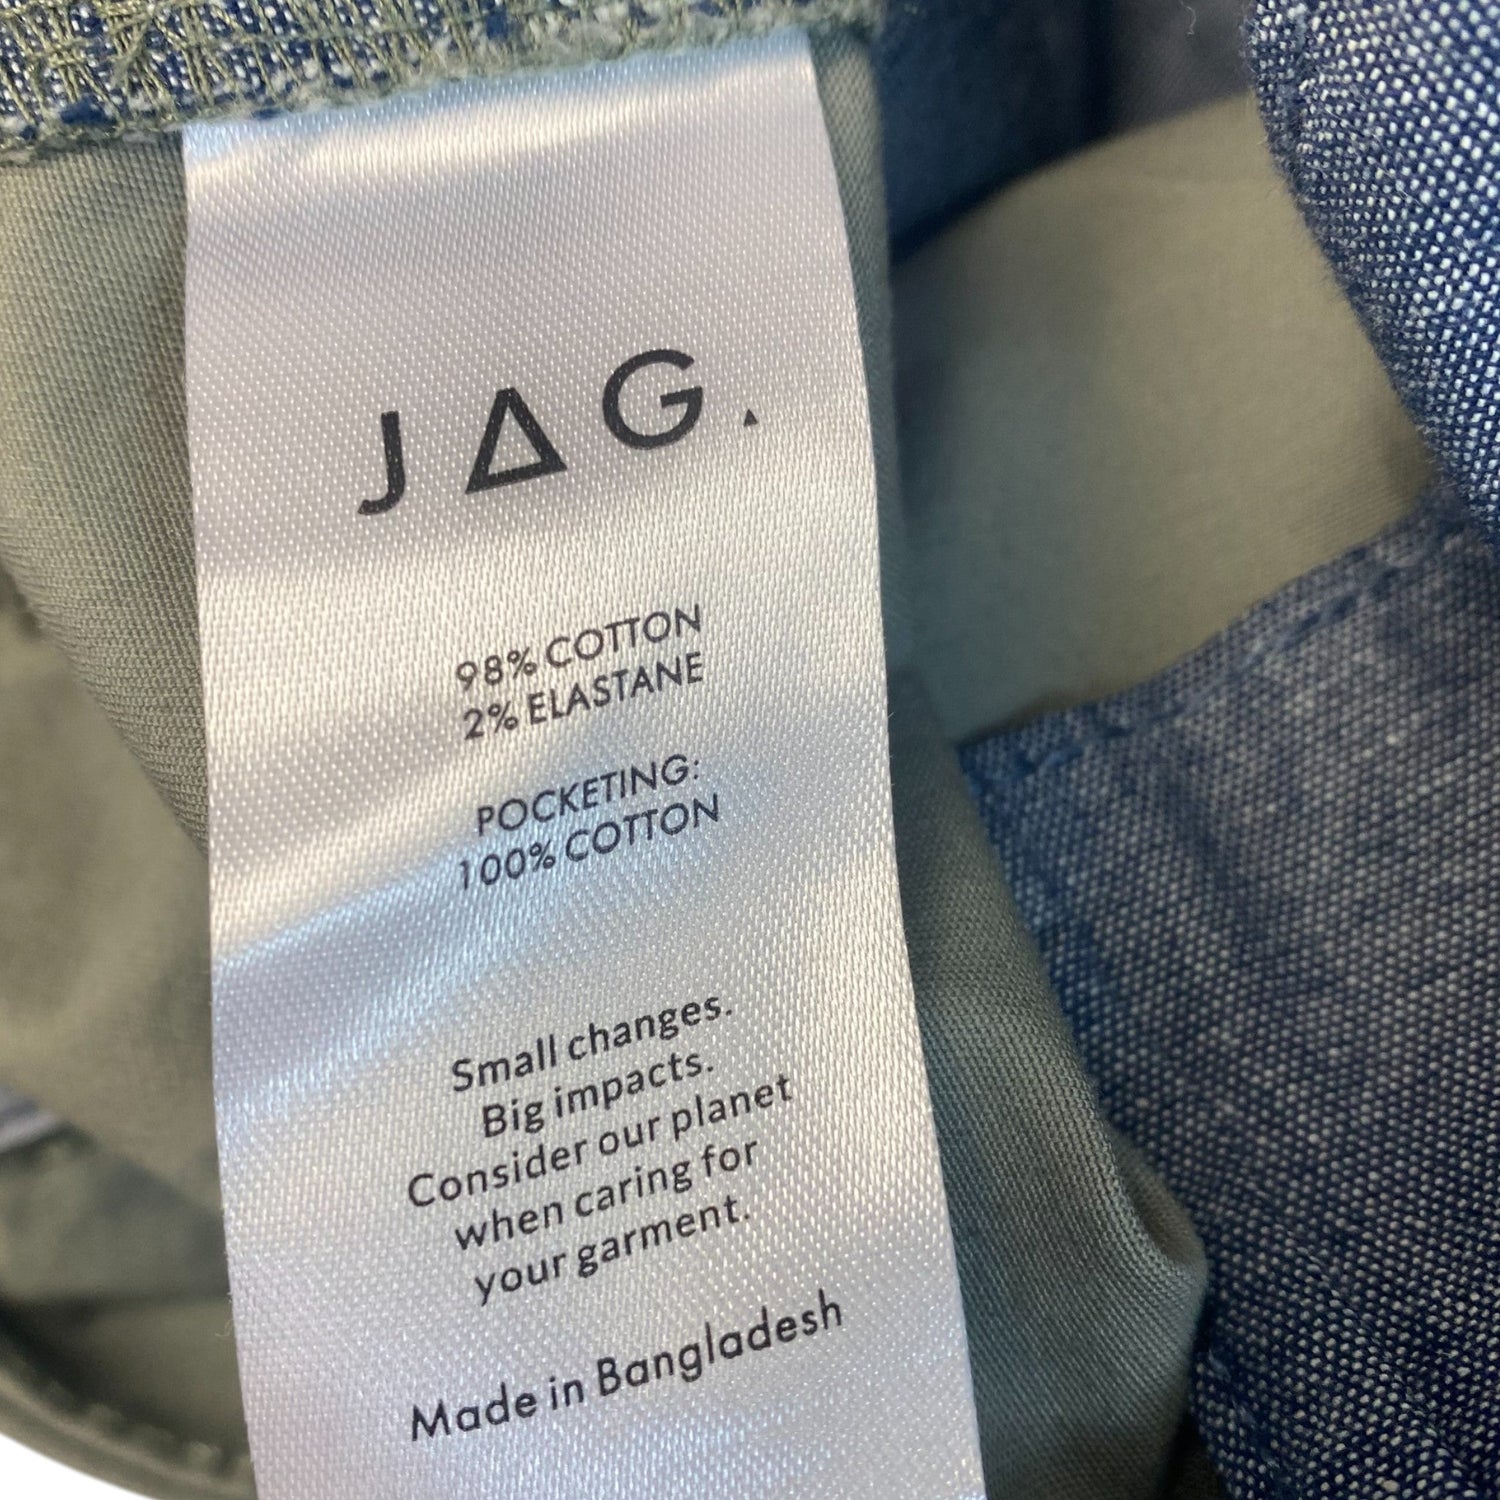 JAG.
98% COTTON
2% ELASTANE
POCKETING:
100% COTTON
Small changes.
Big impacts.
Consider our planet
when caring for
your garment.
Made in Bangladesh